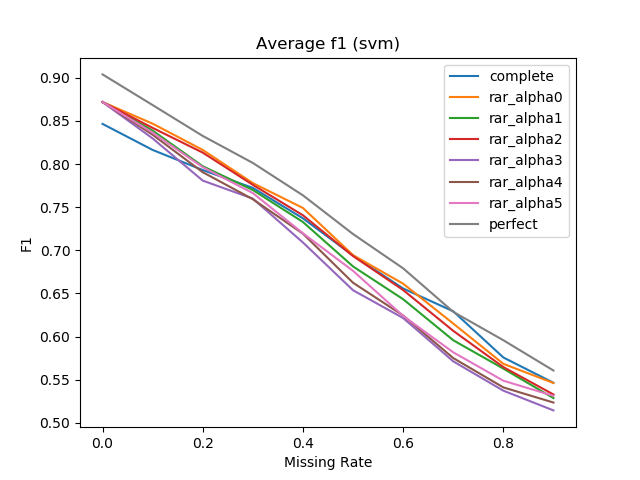 Average f1 (svm)
complete
rar_alpha0
rar_alpha1
rar_alpha2
rar_alpha3
rar_alpha4
rar_alpha5
perfect
F1
0.90
0.85
0.80
0.75
0.70
0.65
0.60
0.55
0.50
0.0 0.2 0.4 0.6 0.8
Missing Rate